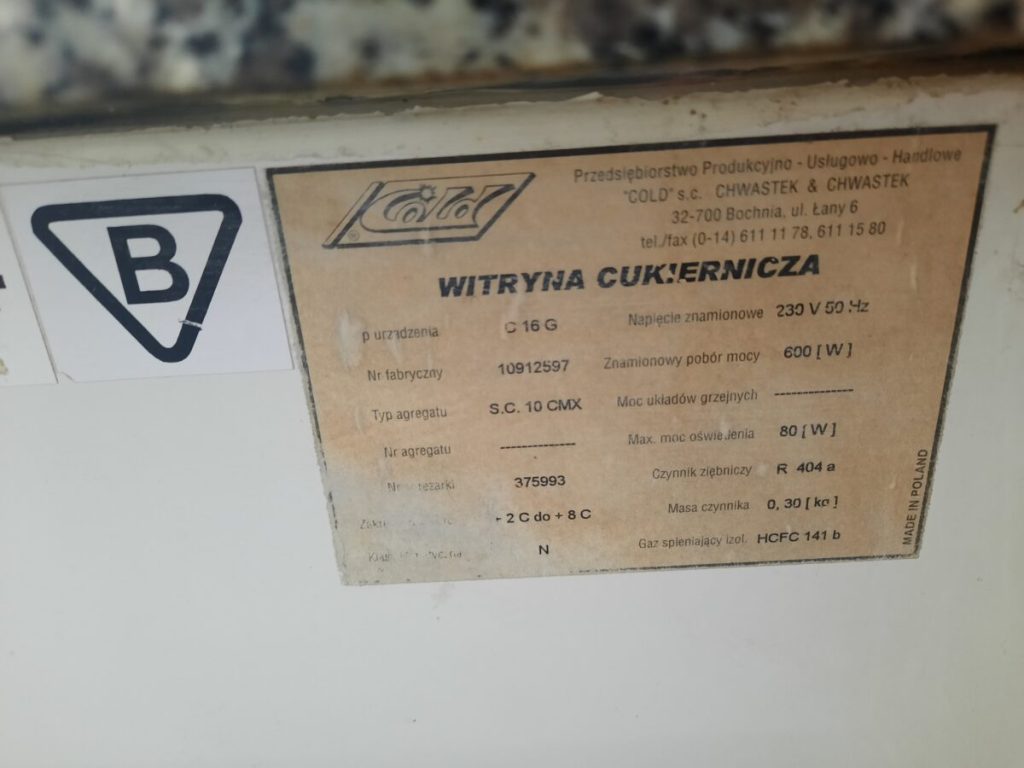 B
Cold
®
Przedsiębiorstwo Produkcyjno - Usługowo - Handlowe
"COLD" s.c. CHWASTEK & CHWASTEK
32-700 Bochnia, ul. Łany 6
tel./fax (0-14) 611 11 78, 611 15 80
WITRYNA CUKIERNICZA
p urządzenia C 16 G
Nr fabryczny 10912597
Typ agregatu S.C. 10 CMX
Nr agregatu -------------
Nr 375993
+ 2 C do + 8 C
N
Napięcie znamionowe 230 V 50 Hz
Znamionowy pobór mocy 600 [ W ]
Moc układów grzejnych --------------
Max. moc oświelenia 80 [ W ]
Czynnik ziębniczy R 404 a
Masa czynnika 0, 30 [ kg ]
Gaz spieniający izol. HCFC 141 b
MADE IN POLAND